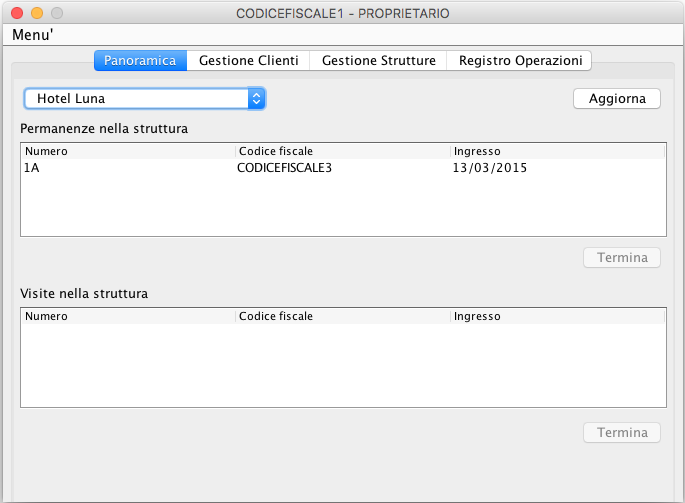 CODICEFISCALE1 - PROPRIETARIO
Menu'
Panoramica Gestione Clienti Gestione Strutture Registro Operazioni
Hotel Luna Aggiorna
Permanenze nella struttura
Numero Codice fiscale Ingresso
1A CODICEFISCALE3 13/03/2015
Termina
Visite nella struttura
Numero Codice fiscale Ingresso
Termina